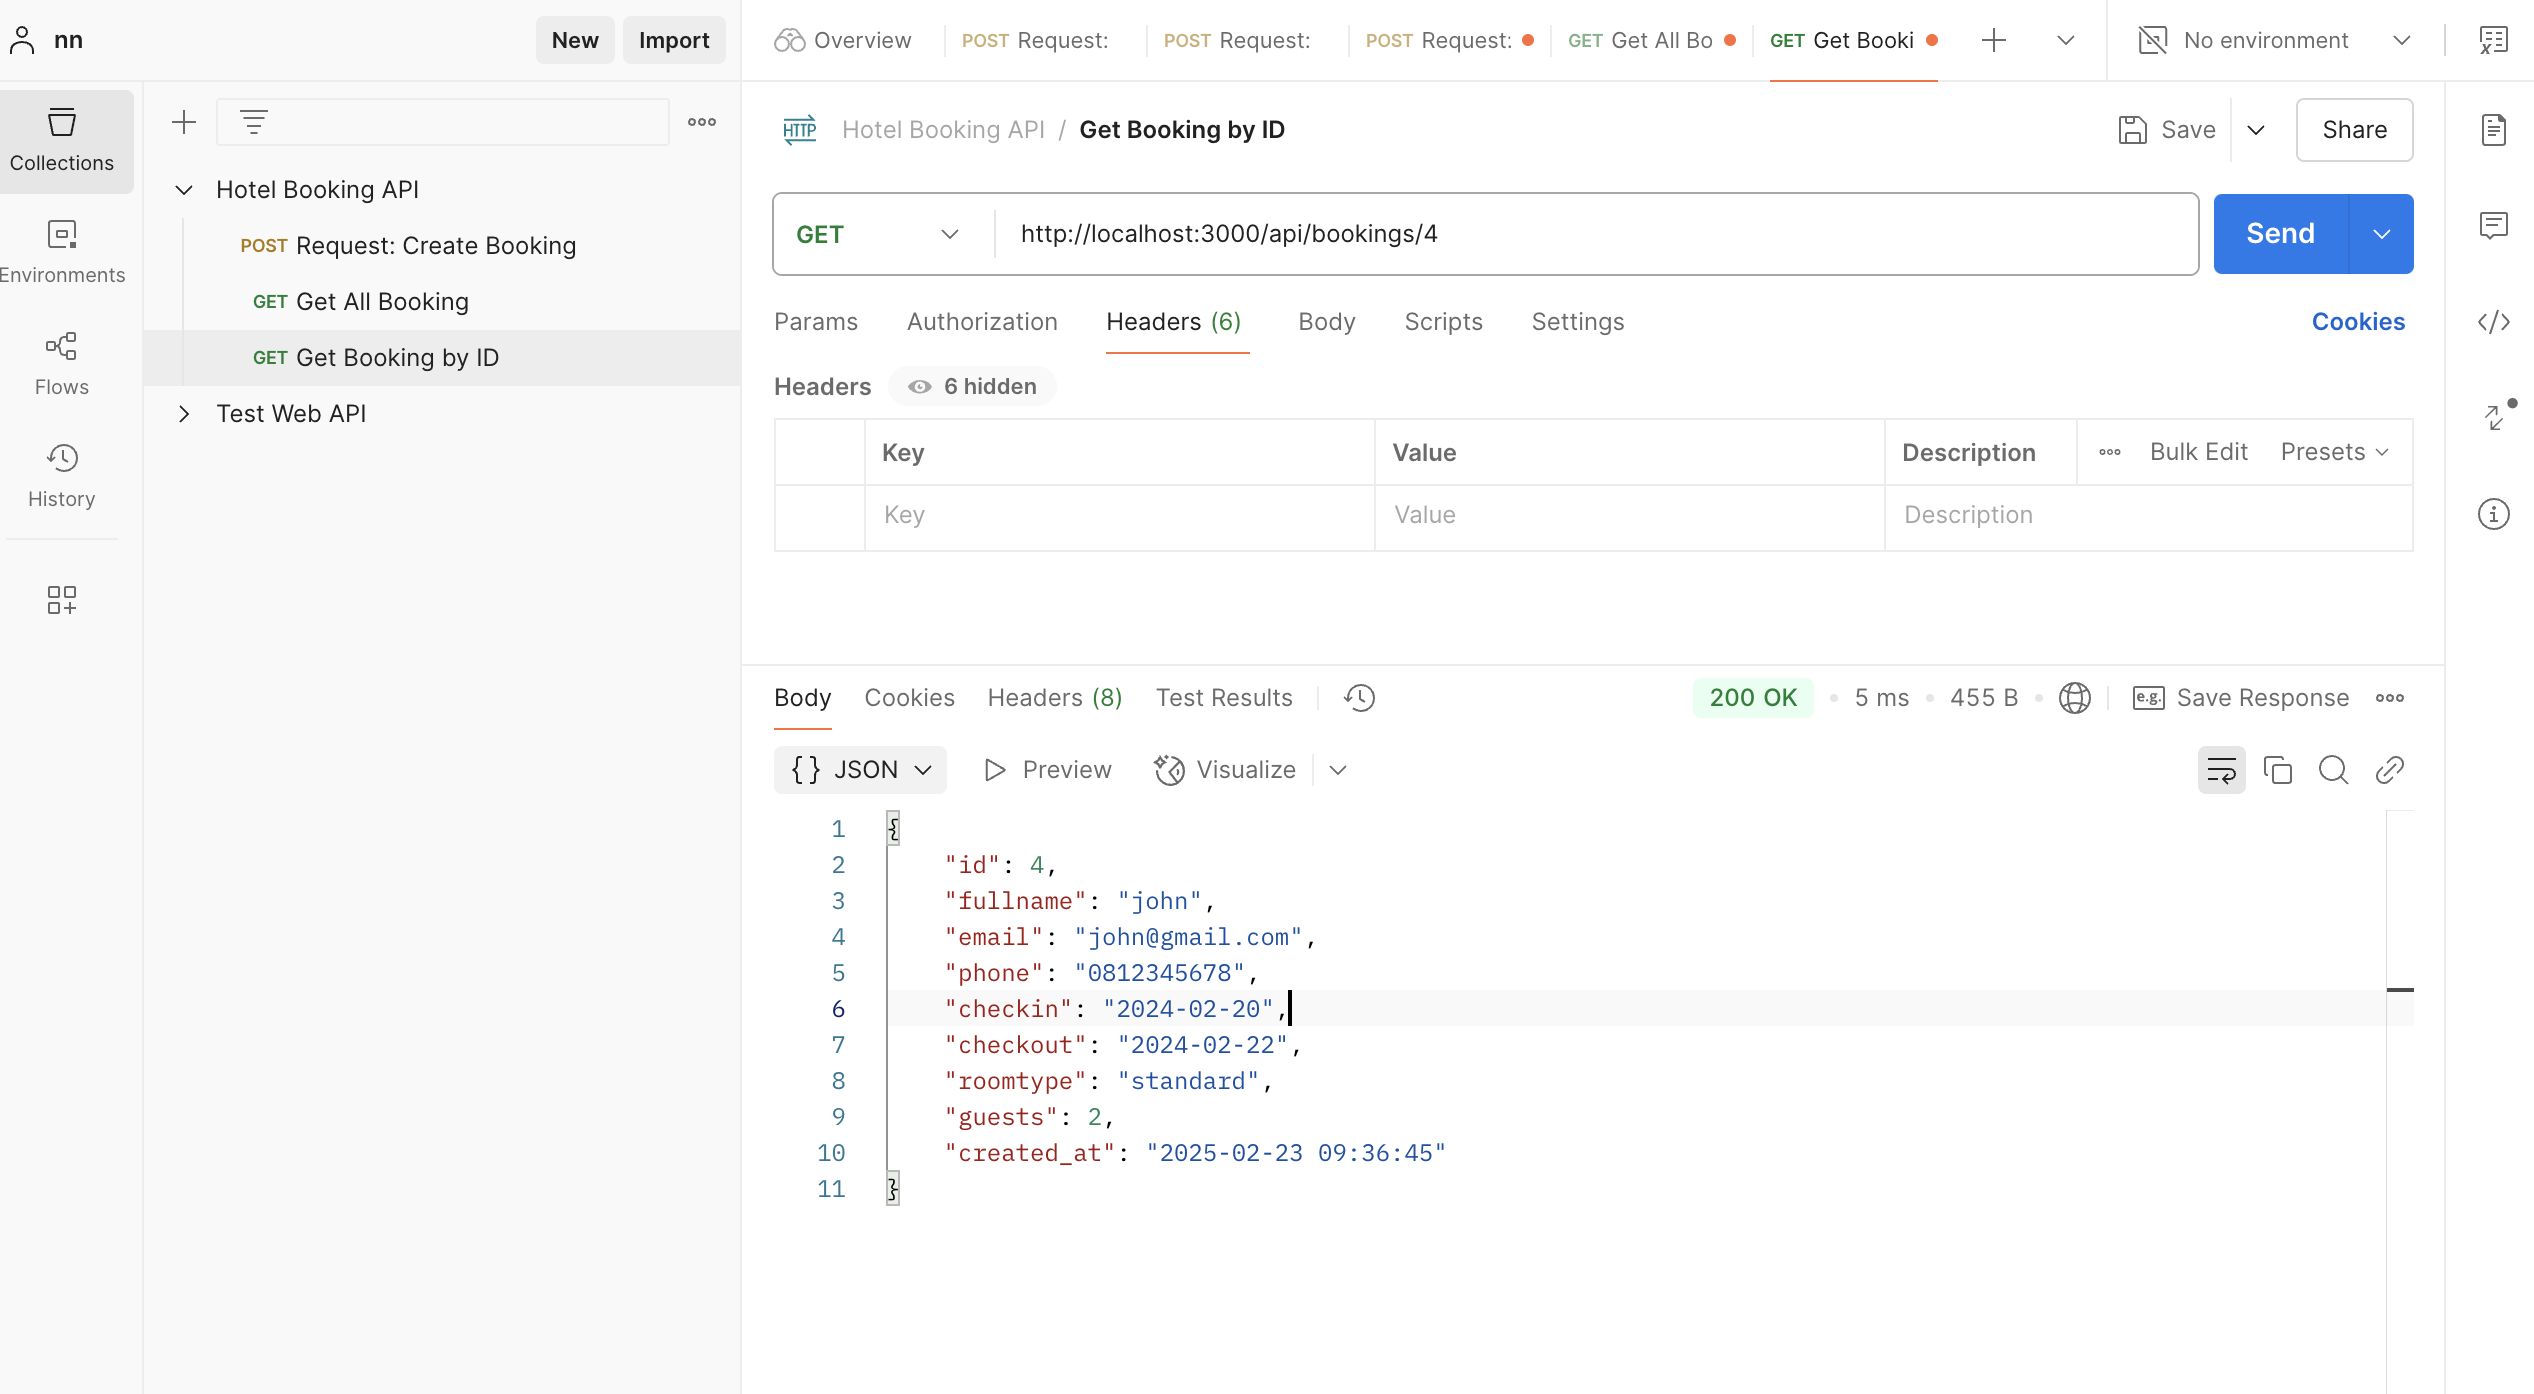 nn
New
Import
Overview
POST Request:
POST Request:
POST Request:
GET Get All Bo
GET Get Booki
No environment
Collections
Environments
Flows
History
Hotel Booking API
POST Request: Create Booking
GET Get All Booking
GET Get Booking by ID
Test Web API
HTTP Hotel Booking API / Get Booking by ID
Save
Share
GET
http://localhost:3000/api/bookings/4
Send
Params Authorization Headers (6) Body Scripts Settings
Cookies
Headers 6 hidden
Key Value Description Bulk Edit Presets
Key Value Description
Body Cookies Headers (8) Test Results
200 OK 5 ms 455 B e.g. Save Response
{} JSON Preview Visualize
1 {
2 "id": 4,
3 "fullname": "john",
4 "email": "john@gmail.com",
5 "phone": "0812345678",
6 "checkin": "2024-02-20",
7 "checkout": "2024-02-22",
8 "roomtype": "standard",
9 "guests": 2,
10 "created_at": "2025-02-23 09:36:45"
11 }